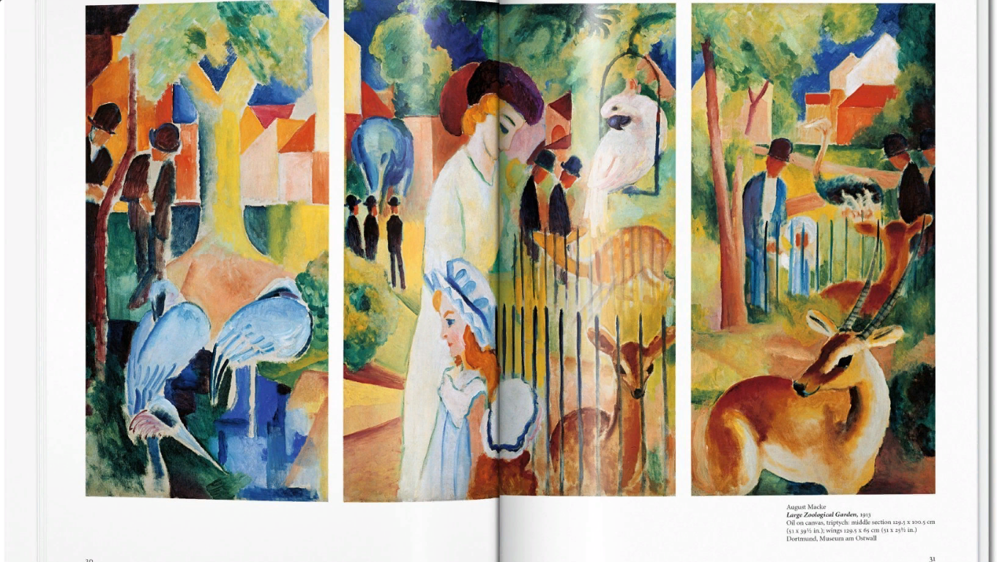 August Macke
Large Zoological Garden, 1913
Oil on canvas, triptych: middle section 129.5 x 100.5 cm
(51 x 39½ in.); wings 129.5 x 65 cm (51 x 25½ in.)
Dortmund, Museum am Ostwall
30
31